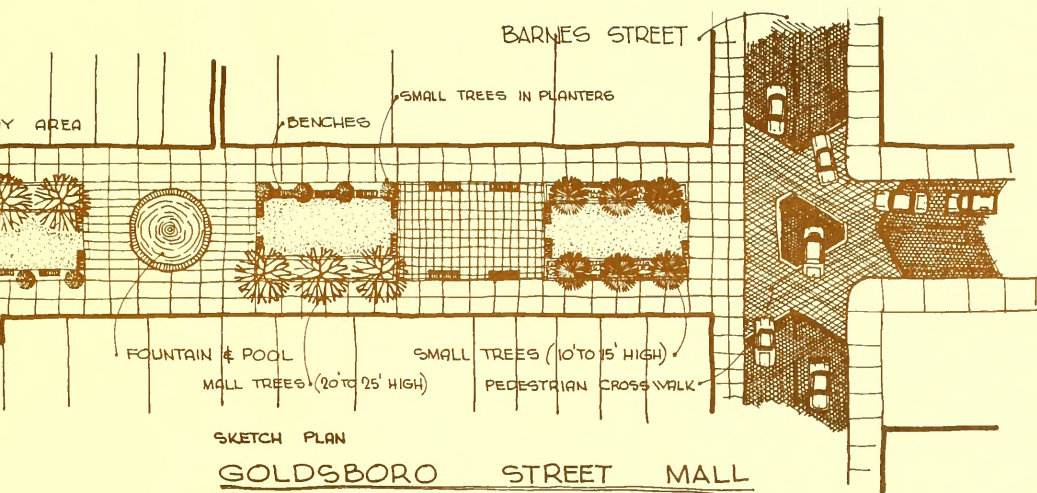 BARNES STREET
SMALL TREES IN PLANTERS
BENCHES
AREA
FOUNTAIN & POOL
SMALL TREES (10' TO 15' HIGH)
MALL TREES (20' TO 25' HIGH)
PEDESTRIAN CROSSWALK
SKETCH PLAN
GOLDSBORO STREET MALL